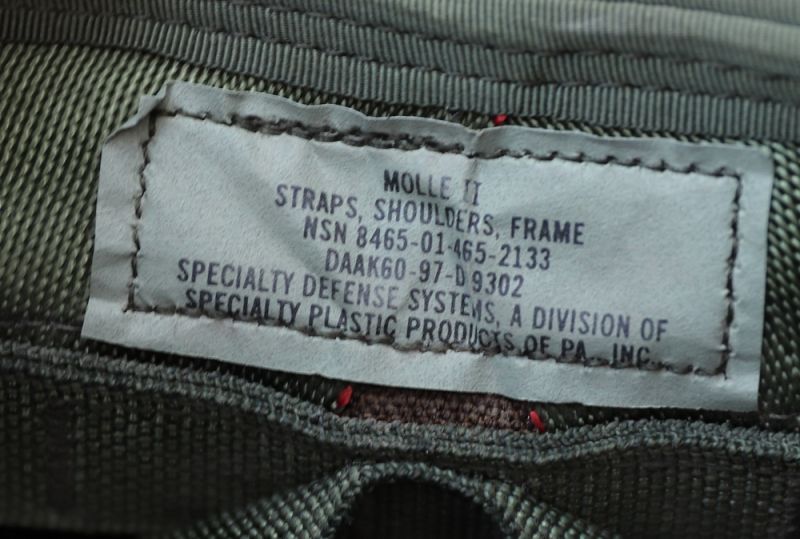 MOLLE II
STRAPS, SHOULDERS, FRAME
NSN 8465-01-465-2133
DAAK60-97-D 9302
SPECIALTY DEFENSE SYSTEMS, A DIVISION OF
SPECIALTY PLASTIC PRODUCTS OF PA., INC.